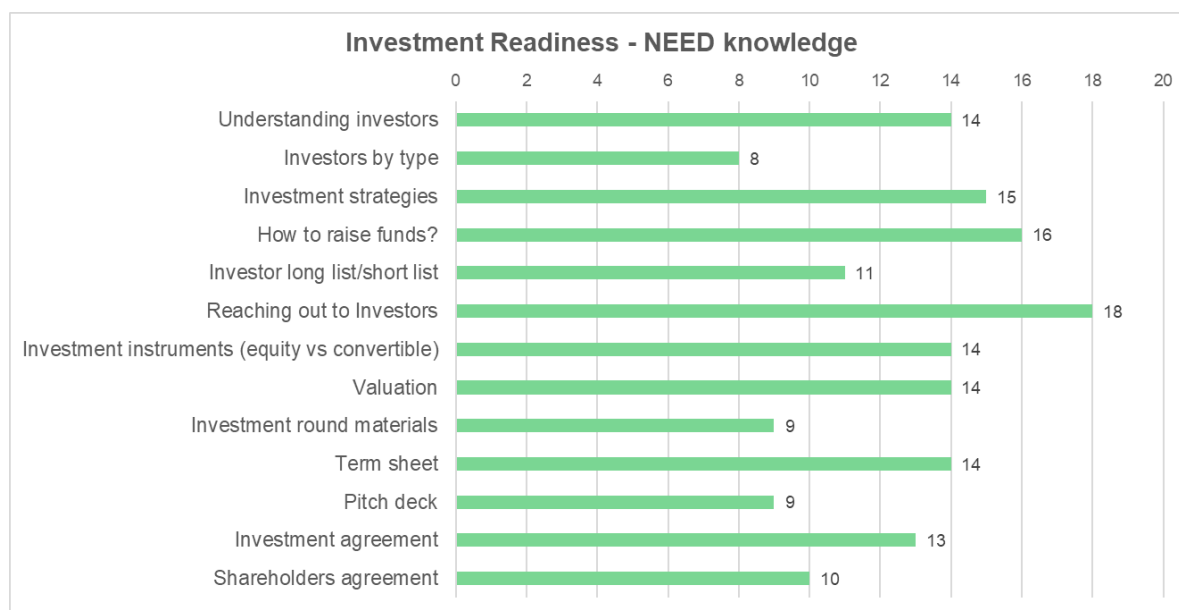 Investment Readiness - NEED knowledge
0 2 4 6 8 10 12 14 16 18 20
Understanding investors 14
Investors by type 8
Investment strategies 15
How to raise funds? 16
Investor long list/short list 11
Reaching out to Investors 18
Investment instruments (equity vs convertible) 14
Valuation 14
Investment round materials 9
Term sheet 14
Pitch deck 9
Investment agreement 13
Shareholders agreement 10